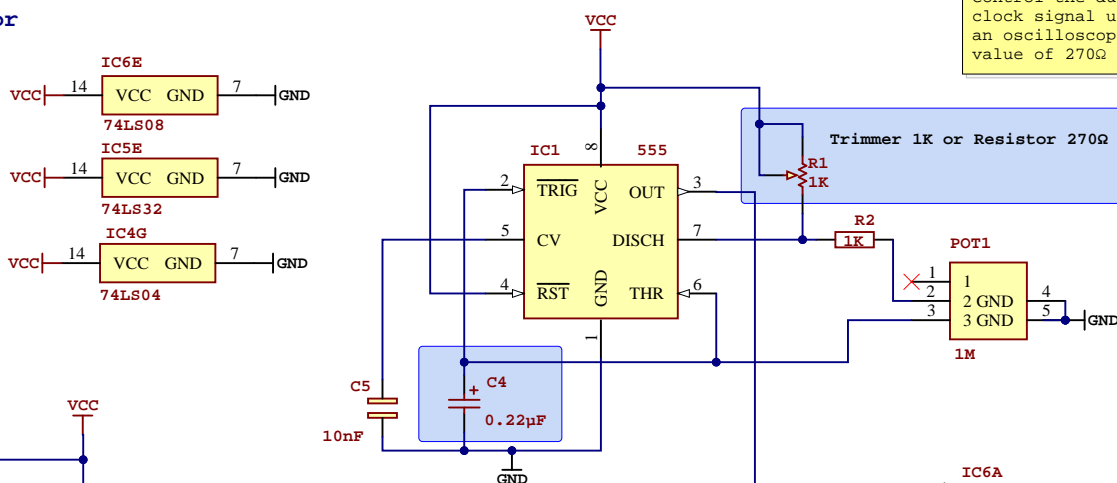 or
control the du
clock signal u
an oscilloscop
value of 270Ω
VCC
IC6E
VCC 14 VCC GND 7 GND
74LS08
IC5E
VCC 14 VCC GND 7 GND
74LS32
IC4G
VCC 14 VCC GND 7 GND
74LS04
Trimmer 1K or Resistor 270Ω
R1
1K
IC1 8 555
2 TRIG VCC OUT 3
5 CV DISCH 7
4 RST GND THR 6
1
R2
1K
POT1
1 1
2 2 GND 4
3 3 GND 5 GND
1M
C5
10nF
+ C4
0.22µF
GND
VCC
IC6A